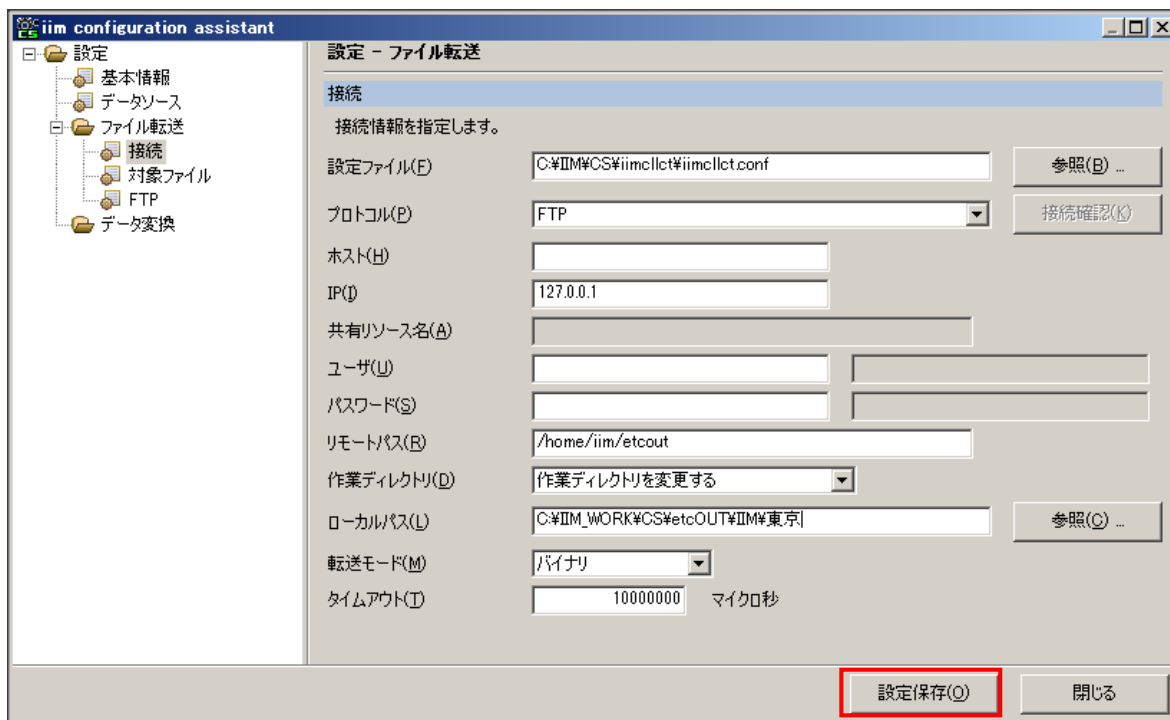 iim configuration assistant
設定
基本情報
データソース
ファイル転送
接続
対象ファイル
FTP
データ変換
設定 - ファイル転送
接続
接続情報を指定します。
設定ファイル(F) C:¥IIM¥CS¥iimcllct¥iimcllct.conf 参照(B) ...
プロトコル(P) FTP 接続確認(K)
ホスト(H)
IP(I) 127.0.0.1
共有リソース名(A)
ユーザ(U)
パスワード(S)
リモートパス(R) /home/iim/etcout
作業ディレクトリ(D) 作業ディレクトリを変更する
ローカルパス(L) C:¥IIM_WORK¥CS¥etcOUT¥IIM¥東京 参照(C) ...
転送モード(M) バイナリ
タイムアウト(T) 10000000 マイクロ秒
設定保存(O) 閉じる